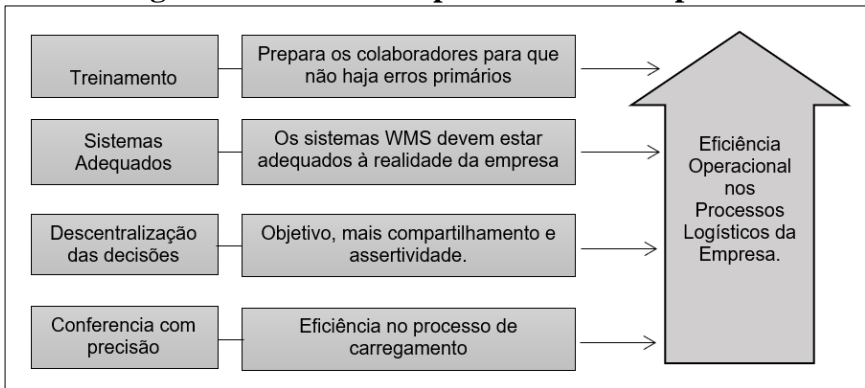 Treinamento
Prepara os colaboradores para que
não haja erros primários
Sistemas
Adequados
Os sistemas WMS devem estar
adequados à realidade da empresa
Descentralização
das decisões
Objetivo, mais compartilhamento e
assertividade.
Conferencia com
precisão
Eficiência no processo de
carregamento
Eficiência
Operacional
nos
Processos
Logísticos da
Empresa.